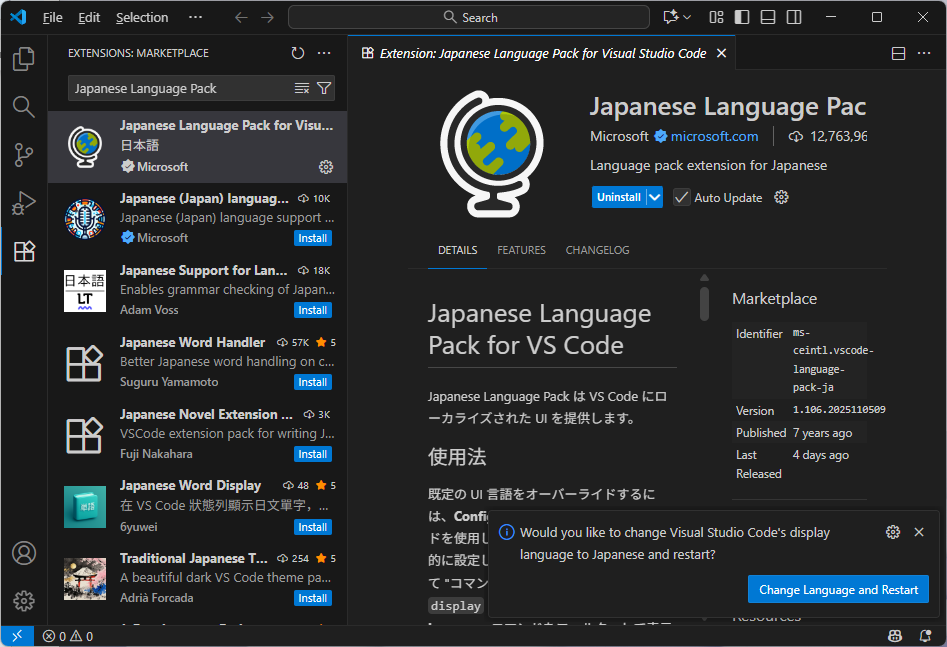 File Edit Selection ··· Search
EXTENSIONS: MARKETPLACE
Japanese Language Pack
Japanese Language Pack for Visu...
日本語
Microsoft
Japanese (Japan) languag... 10K
Japanese (Japan) language support ...
Microsoft Install
日本語
LT
Japanese Support for Lan... 18K
Enables grammar checking of Japan...
Adam Voss Install
Japanese Word Handler 57K ★ 5
Better Japanese word handling on c...
Suguru Yamamoto Install
Japanese Novel Extension ... 3K
VSCode extension pack for writing J...
Fuji Nakahara Install
Japanese Word Display 48 ★ 5
在 VS Code 狀態列顯示日文單字，...
6yuwei Install
Traditional Japanese T... 254 ★ 5
A beautiful dark VS Code theme pa...
Adrià Forcada Install
Extension: Japanese Language Pack for Visual Studio Code
Japanese Language Pac
Microsoft microsoft.com 12,763,96
Language pack extension for Japanese
Uninstall Auto Update
DETAILS FEATURES CHANGELOG
Japanese Language
Pack for VS Code
Japanese Language Pack は VS Code にロ
ーカライズされた UI を提供します。
使用法
既定の UI 言語をオーバーライドするに
は、Config
ドを使用し
的に設定し
て "コマン
display
Marketplace
Identifier ms-
ceintl.vscode-
language-
pack-ja
Version 1.106.2025110509
Published 7 years ago
Last 4 days ago
Released
Would you like to change Visual Studio Code's display
language to Japanese and restart?
Change Language and Restart
Resources
0 0